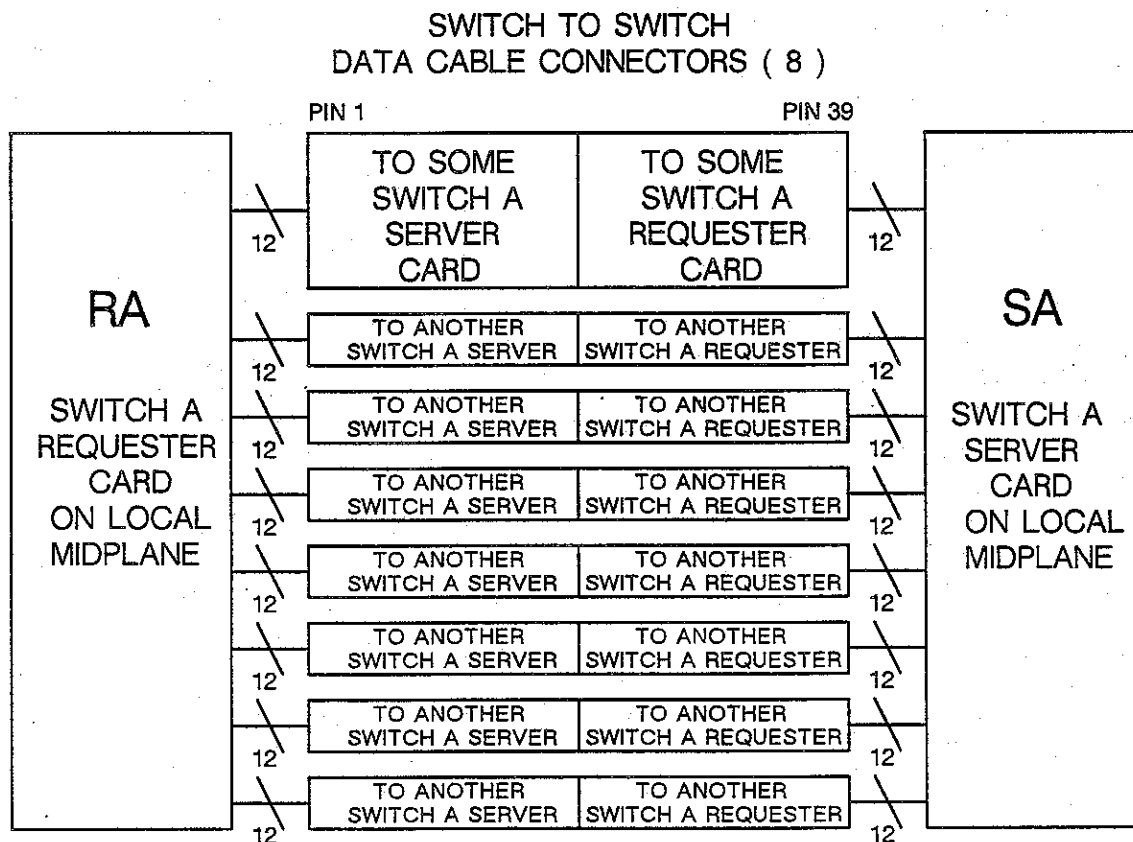 SWITCH TO SWITCH
DATA CABLE CONNECTORS ( 8 )
PIN 1
PIN 39
RA
SWITCH A
REQUESTER
CARD
ON LOCAL
MIDPLANE
12
TO SOME
SWITCH A
SERVER
CARD
TO SOME
SWITCH A
REQUESTER
CARD
12
12
TO ANOTHER
SWITCH A SERVER
TO ANOTHER
SWITCH A REQUESTER
12
12
TO ANOTHER
SWITCH A SERVER
TO ANOTHER
SWITCH A REQUESTER
12
12
TO ANOTHER
SWITCH A SERVER
TO ANOTHER
SWITCH A REQUESTER
12
12
TO ANOTHER
SWITCH A SERVER
TO ANOTHER
SWITCH A REQUESTER
12
12
TO ANOTHER
SWITCH A SERVER
TO ANOTHER
SWITCH A REQUESTER
12
12
TO ANOTHER
SWITCH A SERVER
TO ANOTHER
SWITCH A REQUESTER
12
12
TO ANOTHER
SWITCH A SERVER
TO ANOTHER
SWITCH A REQUESTER
12
SA
SWITCH A
SERVER
CARD
ON LOCAL
MIDPLANE